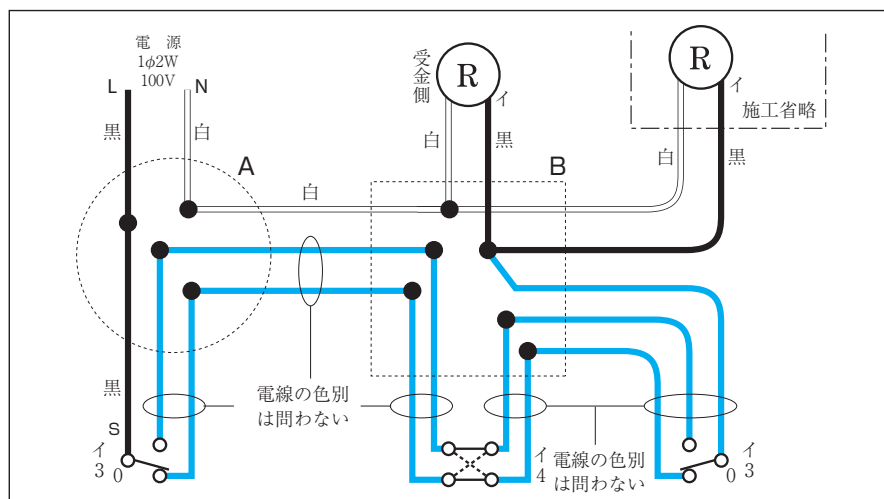 電 源
1φ2W
100V
L
N
黒
白
A
受金側
R
イ
白
黒
R
イ
施工省略
白
黒
白
B
黒
S
イ
3
0
電線の色別
は問わない
イ
4
電線の色別
は問わない
0
イ
3